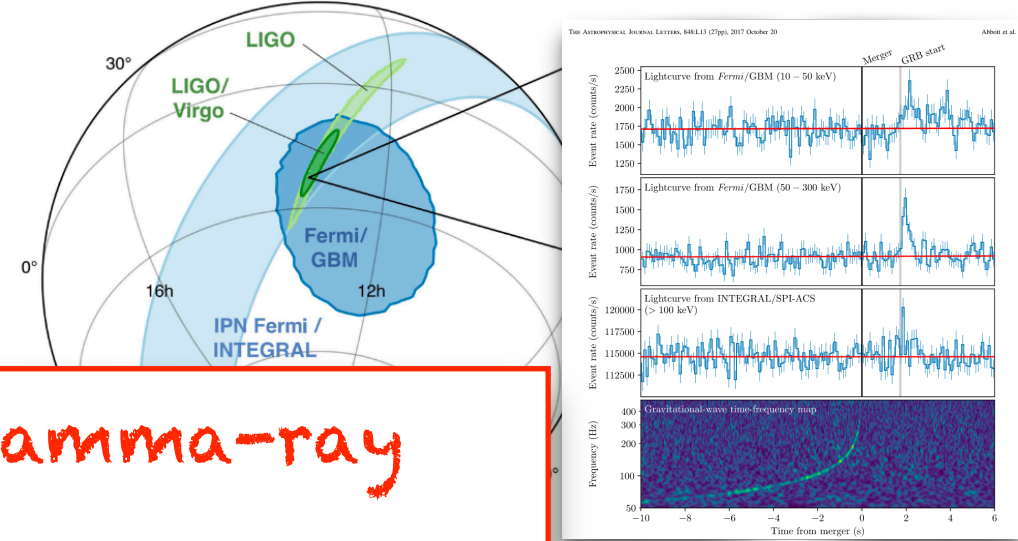 LIGO
30°
LIGO/
Virgo
Fermi/
GBM
0°
16h
12h
IPN Fermi /
INTEGRAL
amma-ray
The Astrophysical Journal Letters, 848:L13 (27pp), 2017 October 20
Abbott et al.
Merger
GRB start
Lightcurve from Fermi/GBM (10 − 50 keV)
Event rate (counts/s)
2500
2250
2000
1750
1500
1250
Lightcurve from Fermi/GBM (50 − 300 keV)
Event rate (counts/s)
1750
1500
1250
1000
750
Lightcurve from INTEGRAL/SPI-ACS
(> 100 keV)
Event rate (counts/s)
120000
117500
115000
112500
Gravitational-wave time-frequency map
Frequency (Hz)
400
300
200
100
50
−10 −8 −6 −4 −2 0 2 4 6
Time from merger (s)